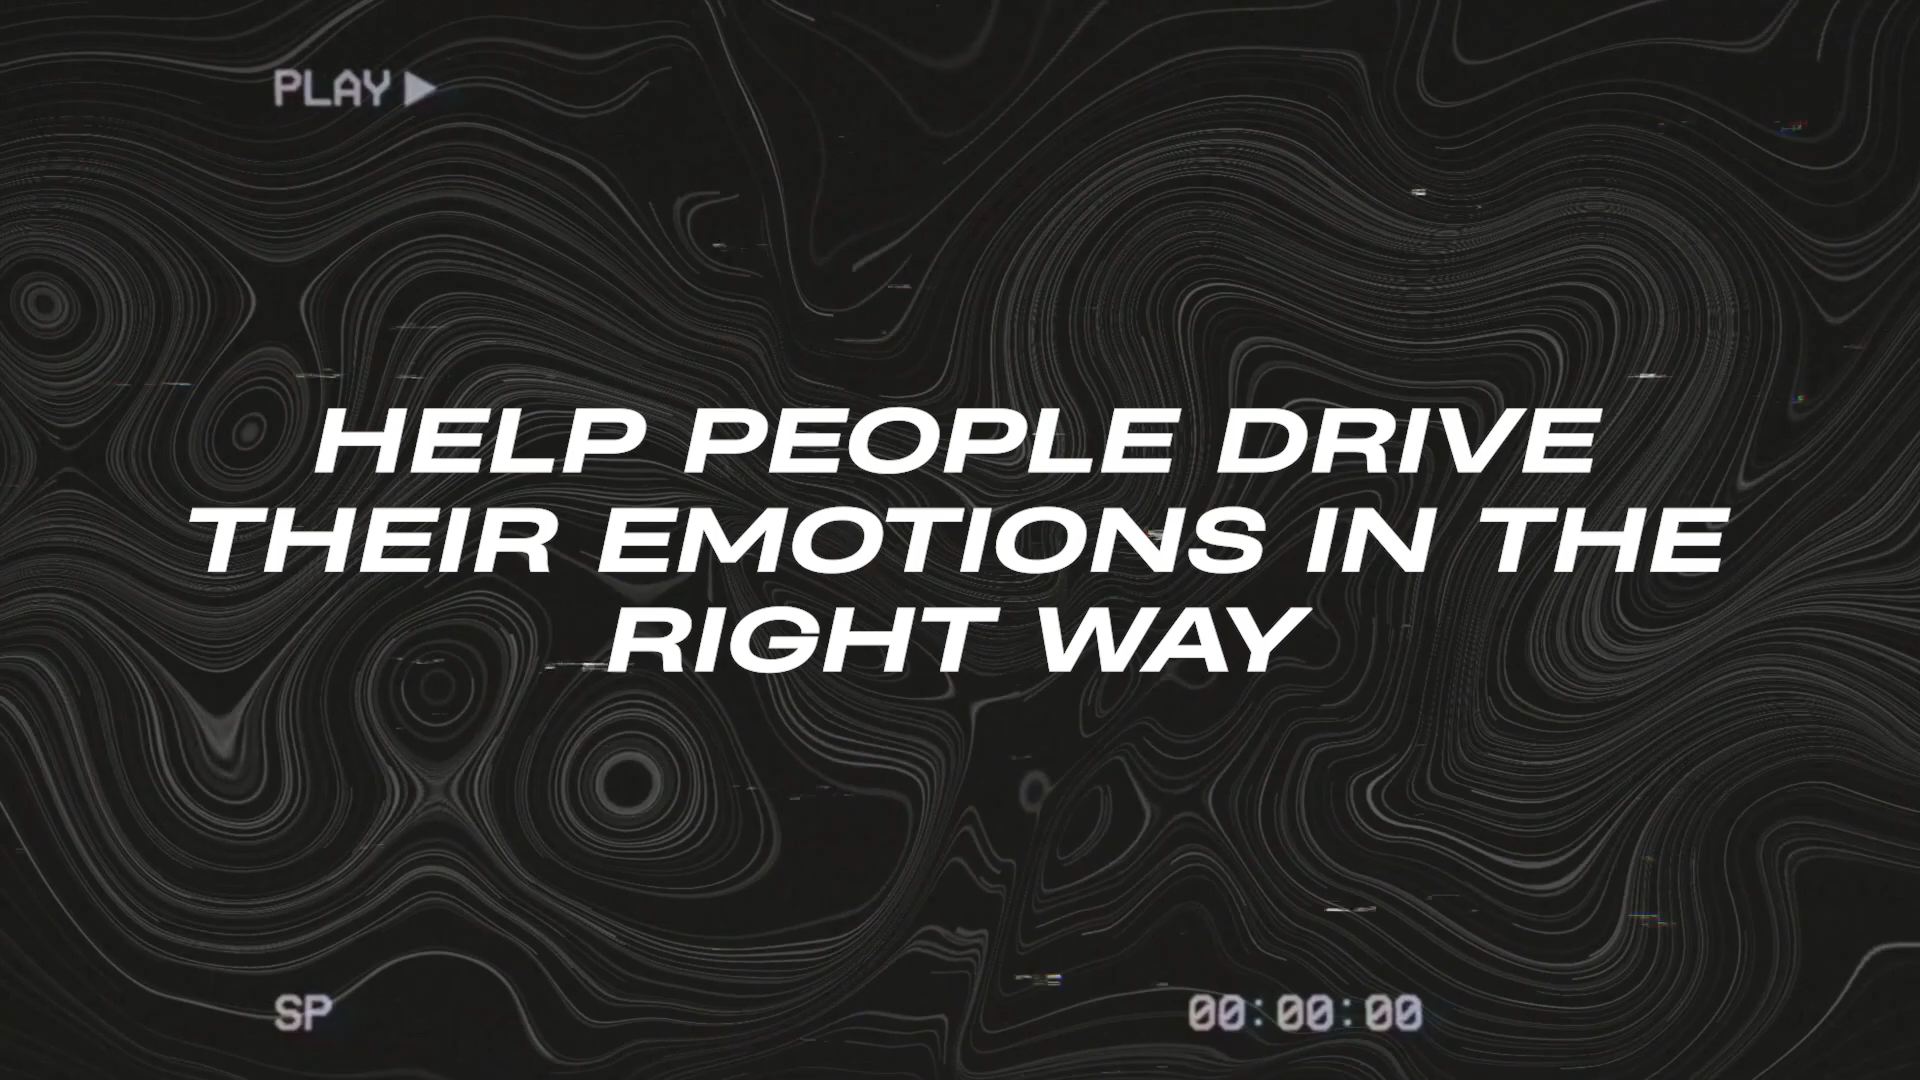 PLAY ▶
HELP PEOPLE DRIVE
THEIR EMOTIONS IN THE
RIGHT WAY
SP
00:00:00